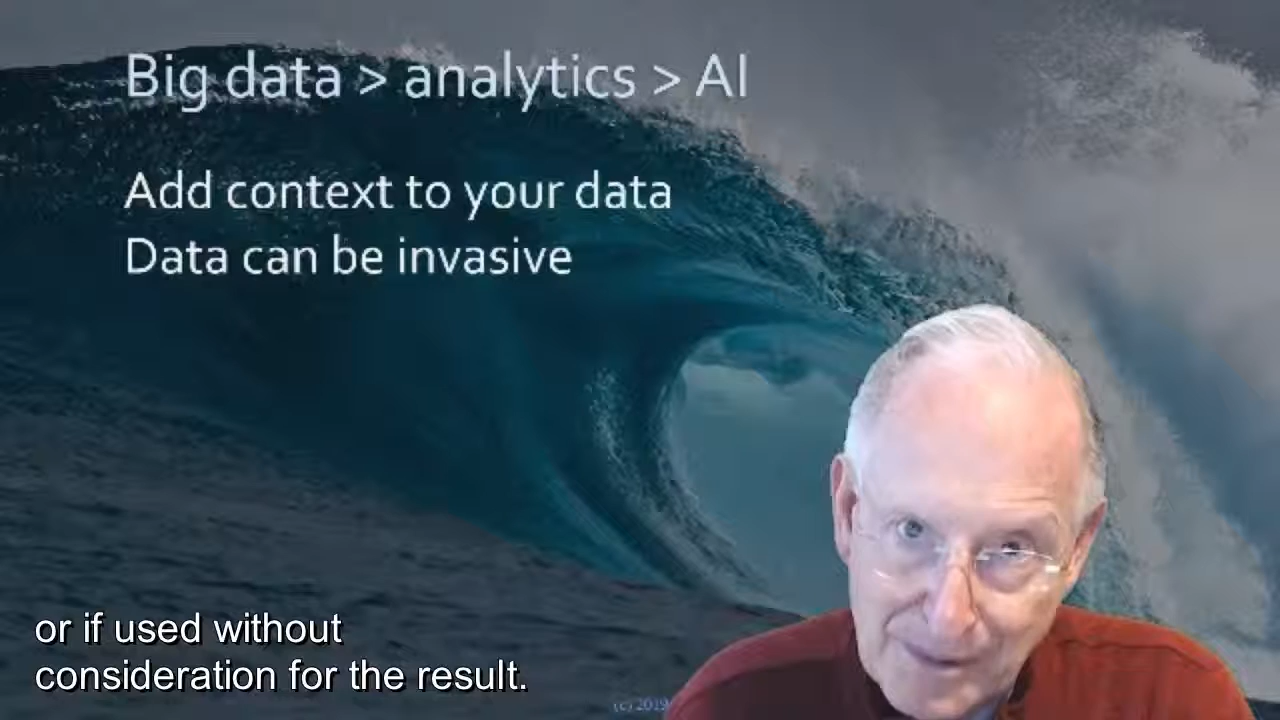 Big data > analytics > AI
Add context to your data
Data can be invasive
or if used without
consideration for the result.
(c) 2019